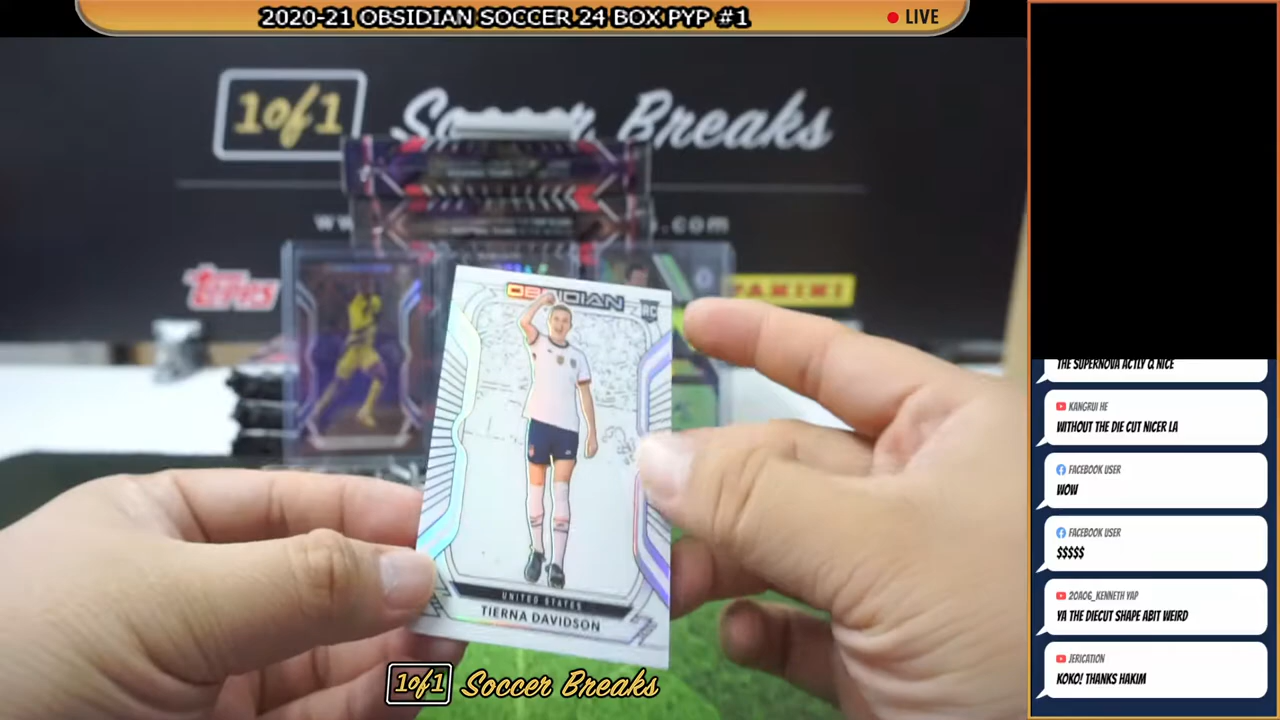 2020-21 OBSIDIAN SOCCER 24 BOX PYP #1
LIVE
1of1 Soccer Breaks
.com
TOPPS
PANINI
OBSIDIAN
RC
UNITED STATES
TIERNA DAVIDSON
1of1 Soccer Breaks
THE SUPERNOVA ACTLY Q NICE
KANGRUI HE
WITHOUT THE DIE CUT NICER LA
FACEBOOK USER
WOW
FACEBOOK USER
$$$$$
20A06_KENNETH YAP
YA THE DIECUT SHAPE ABIT WEIRD
JERICATION
KOKO! THANKS HAKIM